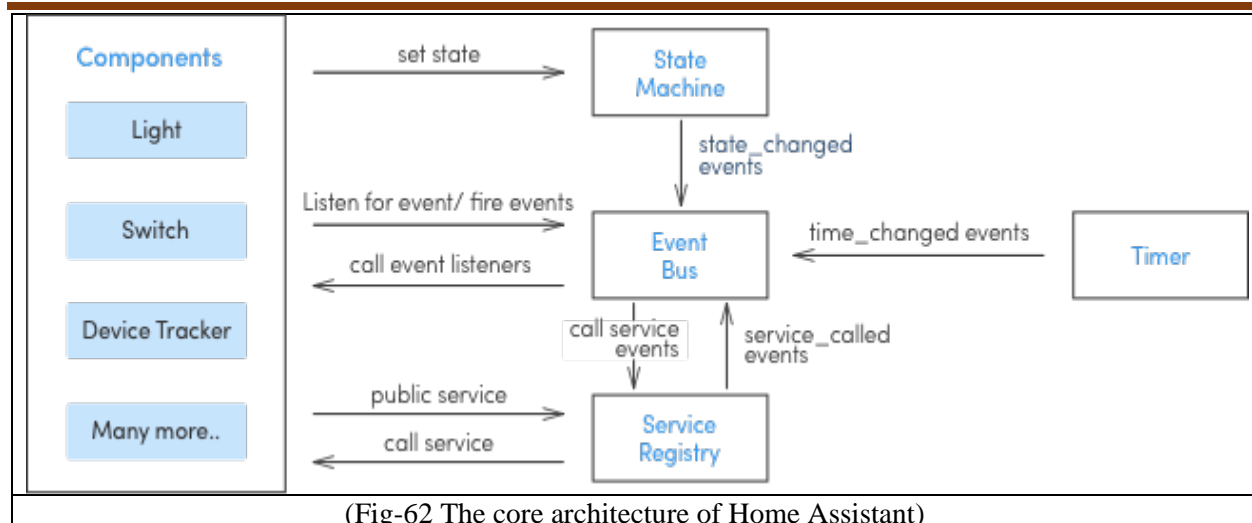 Components
Light
Switch
Device Tracker
Many more..
set state
State
Machine
state_changed
events
Listen for event/ fire events
call event listeners
Event
Bus
time_changed events
Timer
call service
events
service_called
events
public service
call service
Service
Registry
(Fig-62 The core architecture of Home Assistant)